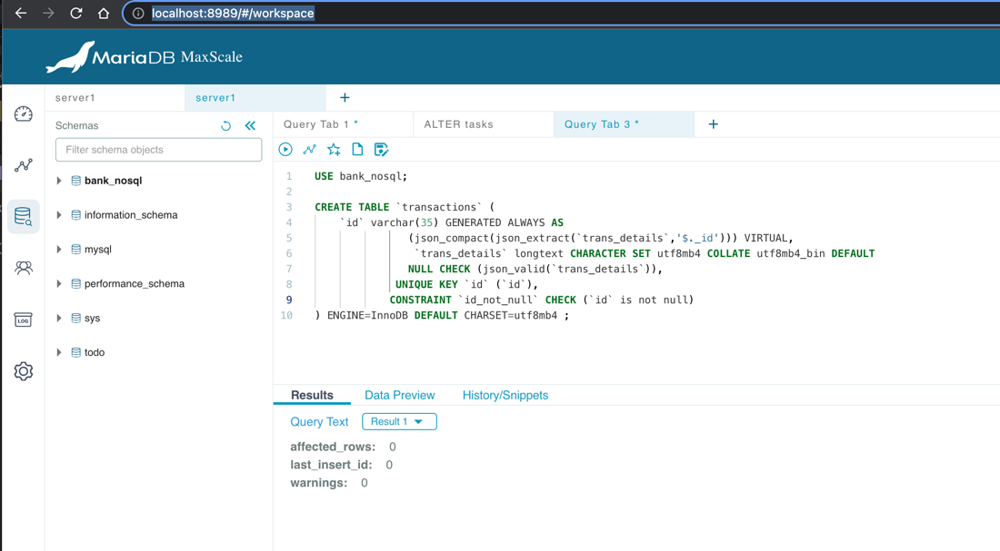 localhost:8989/#/workspace
MariaDB MaxScale
server1
server1
+
Schemas
Filter schema objects
bank_nosql
information_schema
mysql
performance_schema
sys
todo
LOG
Query Tab 1 *
ALTER tasks
Query Tab 3 *
+
1 USE bank_nosql;
2
3 CREATE TABLE `transactions` (
4 `id` varchar(35) GENERATED ALWAYS AS
5 (json_compact(json_extract(`trans_details`,'$._id'))) VIRTUAL,
6 `trans_details` longtext CHARACTER SET utf8mb4 COLLATE utf8mb4_bin DEFAULT
7 NULL CHECK (json_valid(`trans_details`)),
8 UNIQUE KEY `id` (`id`),
9 CONSTRAINT `id_not_null` CHECK (`id` is not null)
10 ) ENGINE=InnoDB DEFAULT CHARSET=utf8mb4 ;
Results
Data Preview
History/Snippets
Query Text
Result 1
affected_rows: 0
last_insert_id: 0
warnings: 0